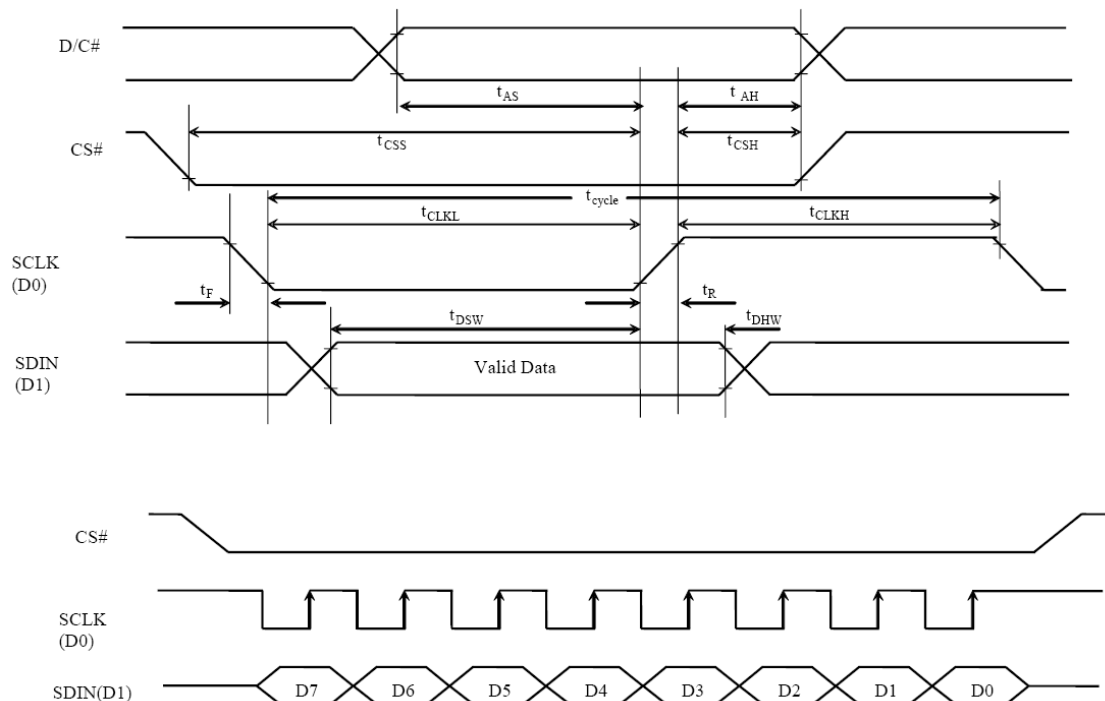 D/C#
tAS
tAH
CS#
tCSS
tCSH
tcycle
tCLKL
tCLKH
SCLK
(D0)
tF
tR
tDSW
tDHW
SDIN
(D1)
Valid Data
CS#
SCLK
(D0)
SDIN(D1)
D7 D6 D5 D4 D3 D2 D1 D0